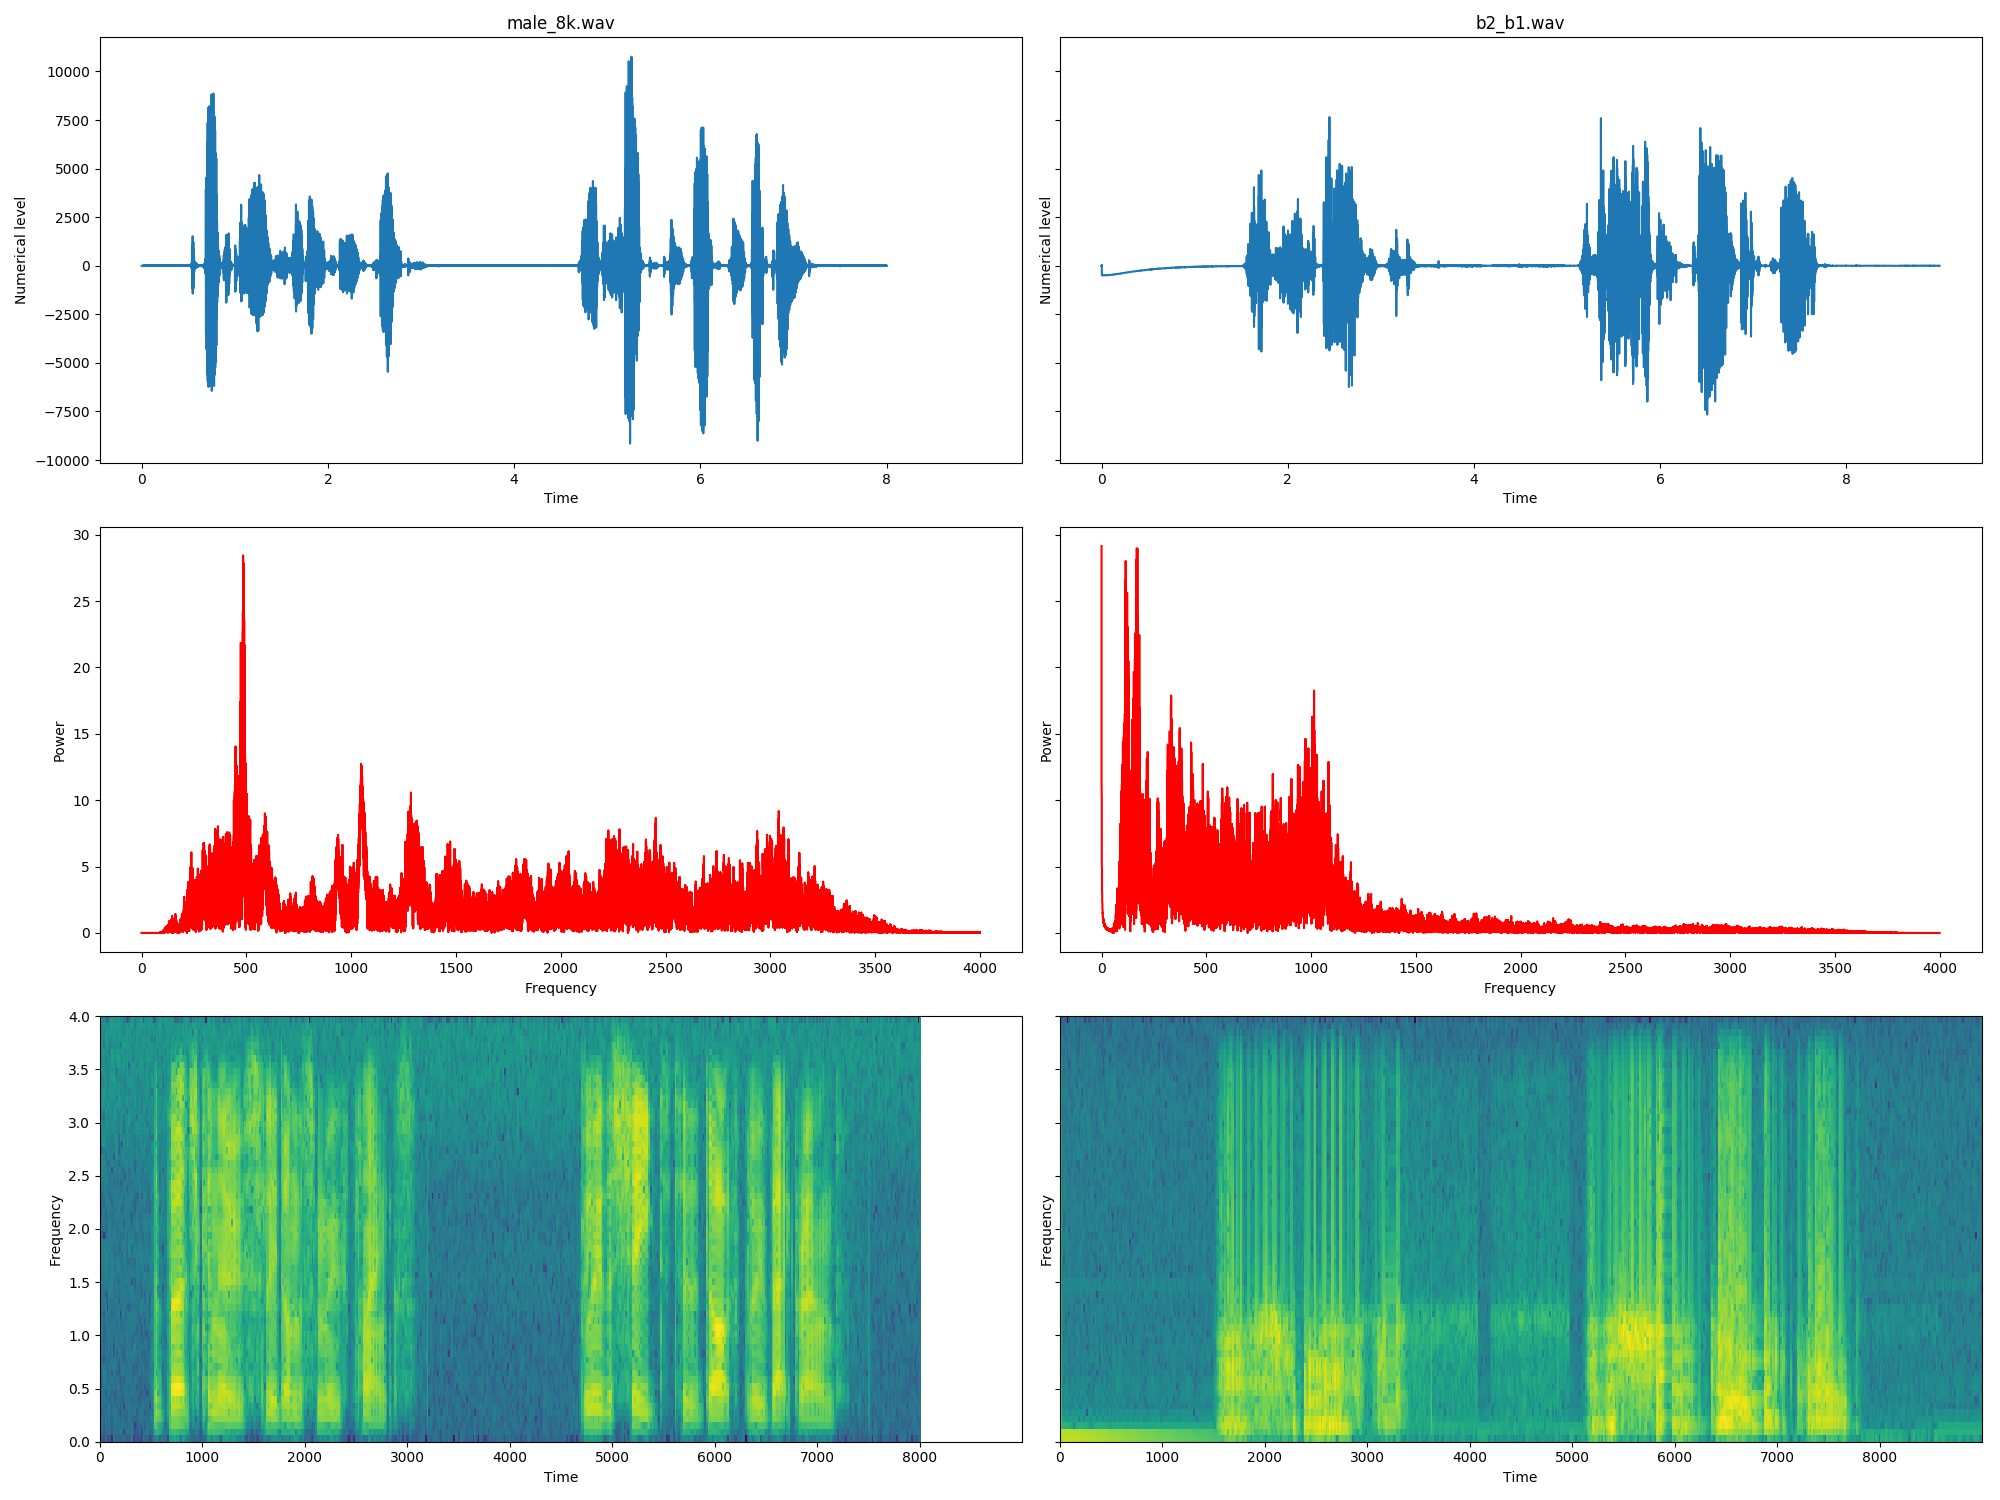 male_8k.wav
b2_b1.wav
10000
7500
5000
2500
0
−2500
−5000
−7500
−10000
Numerical level
Numerical level
0 2 4 6 8
0 2 4 6 8
Time
Time
30
25
20
15
10
5
0
Power
Power
0 500 1000 1500 2000 2500 3000 3500 4000
0 500 1000 1500 2000 2500 3000 3500 4000
Frequency
Frequency
4.0
3.5
3.0
2.5
2.0
1.5
1.0
0.5
0.0
Frequency
Frequency
0 1000 2000 3000 4000 5000 6000 7000 8000
0 1000 2000 3000 4000 5000 6000 7000 8000
Time
Time